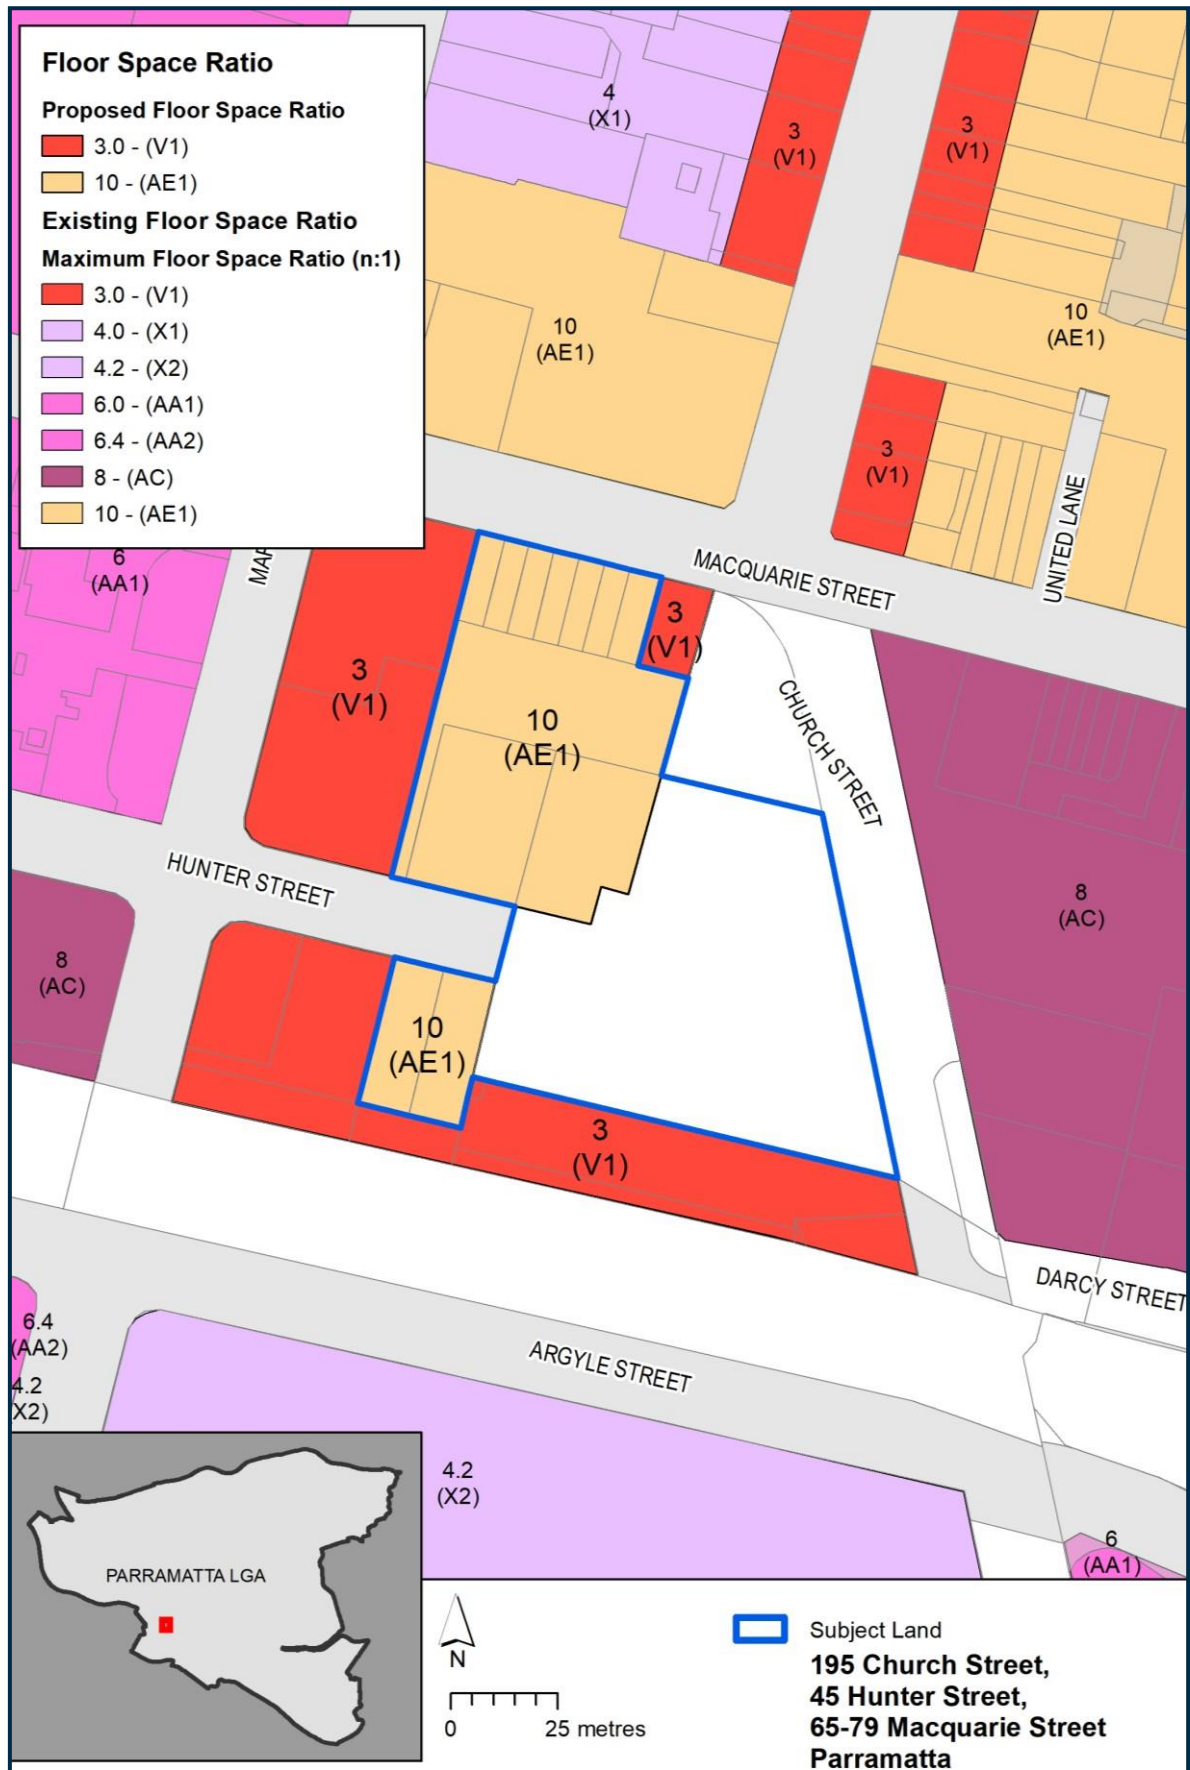 Floor Space Ratio
Proposed Floor Space Ratio
3.0 - (V1)
10 - (AE1)
Existing Floor Space Ratio
Maximum Floor Space Ratio (n:1)
3.0 - (V1)
4.0 - (X1)
4.2 - (X2)
6.0 - (AA1)
6.4 - (AA2)
8 - (AC)
10 - (AE1)
4
(X1)
3
(V1)
3
(V1)
10
(AE1)
10
(AE1)
3
(V1)
UNITED LANE
6
(AA1)
MAR
MACQUARIE STREET
3
(V1)
3
(V1)
10
(AE1)
CHURCH STREET
HUNTER STREET
8
(AC)
8
(AC)
10
(AE1)
3
(V1)
DARCY STREET
6.4
(AA2)
4.2
(X2)
ARGYLE STREET
4.2
(X2)
6
(AA1)
PARRAMATTA LGA
N
0 25 metres
Subject Land
195 Church Street,
45 Hunter Street,
65-79 Macquarie Street
Parramatta